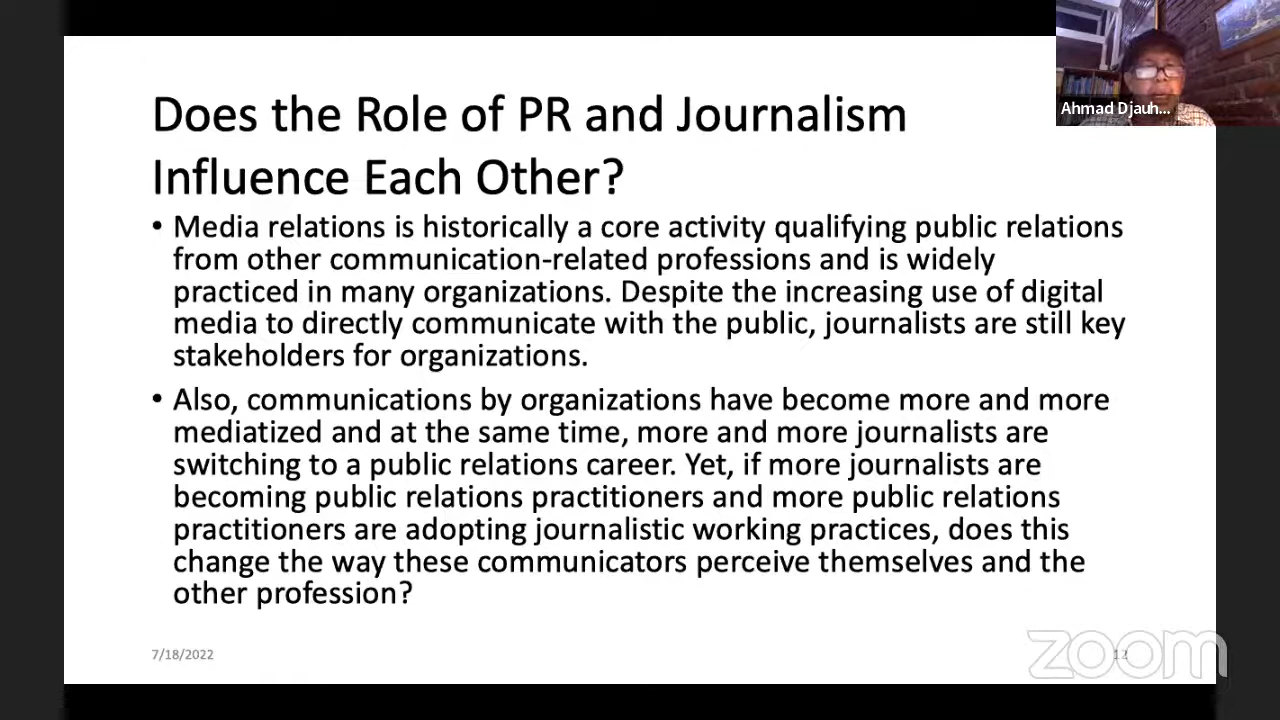 Does the Role of PR and Journalism
Influence Each Other?
• Media relations is historically a core activity qualifying public relations
from other communication-related professions and is widely
practiced in many organizations. Despite the increasing use of digital
media to directly communicate with the public, journalists are still key
stakeholders for organizations.
• Also, communications by organizations have become more and more
mediatized and at the same time, more and more journalists are
switching to a public relations career. Yet, if more journalists are
becoming public relations practitioners and more public relations
practitioners are adopting journalistic working practices, does this
change the way these communicators perceive themselves and the
other profession?
7/18/2022
12
zoom
Ahmad Djauh...